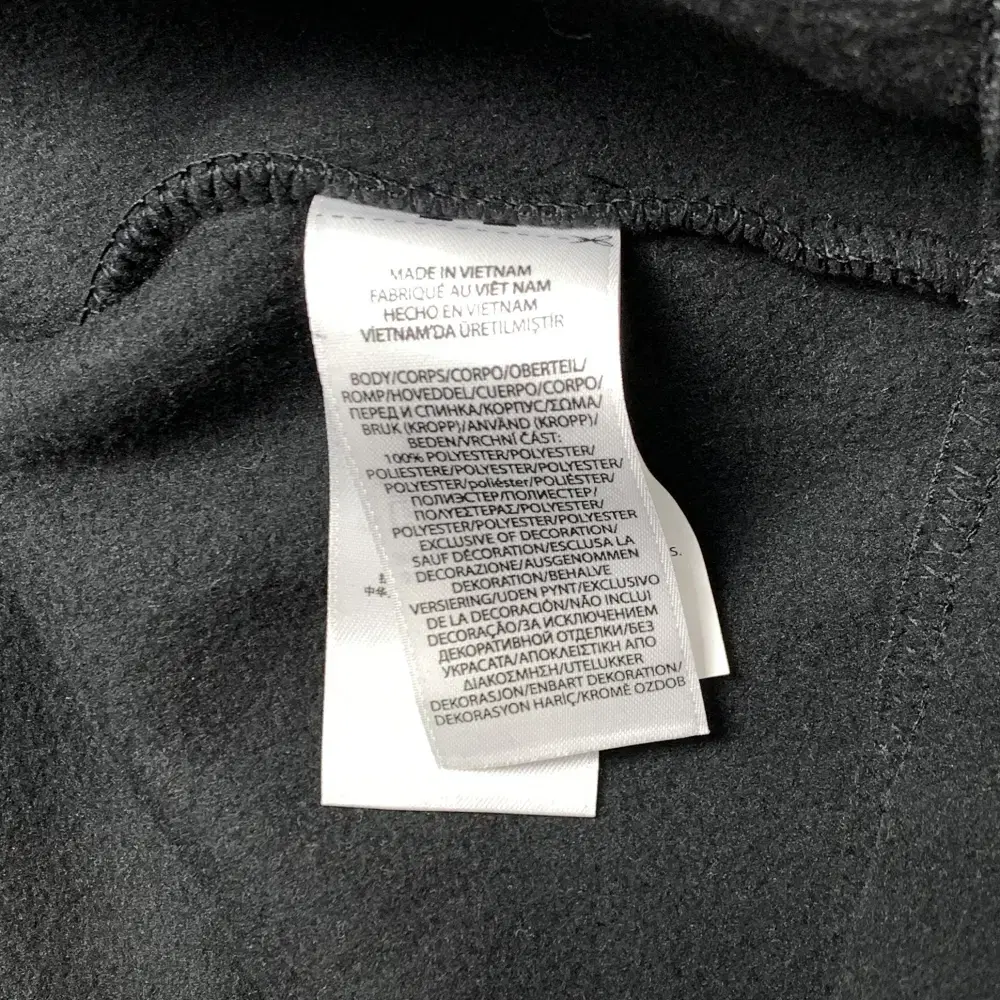 MADE IN VIETNAM
FABRIQUÉ AU VIÊT NAM
HECHO EN VIETNAM
VİETNAM'DA ÜRETILMIŞTIR
BODY/CORPS/CORPO/OBERTEIL/
ROMP/HOVEDDEL/CUERPO/CORPO/
ПЕРЕД И СПИНКА/КОРПУС/ΣΩΜΑ/
BRUK (KROPP)/ANVÄND (KROPP)/
BEDEN/VRCHNÍ ČÁST:
100% POLYESTER/POLYESTER/
POLIESTERE/POLYESTER/POLYESTER/
POLYESTER/poliéster/POLIÉSTER/
ПОЛИЭСТЕР/ПОЛИЕСТЕР/
ΠΟΛΥΕΣΤΕΡΑΣ/POLYESTER/
POLYESTER/POLYESTER/POLYESTER
EXCLUSIVE OF DECORATION/
SAUF DÉCORATION/ESCLUSA LA
DECORAZIONE/AUSGENOMMEN
DEKORATION/BEHALVE
VERSIERING/UDEN PYNT/EXCLUSIVO
DE LA DECORACIÓN/NÃO INCLUI
DECORAÇÃO/ЗА ИСКЛЮЧЕНИЕМ
ДЕКОРАТИВНОЙ ОТДЕЛКИ/БЕЗ
УКРАСАТА/ΑΠΟΚΛΕΙΣΤΙΚΗ ΑΠΟ
ΔΙΑΚΟΣΜΗΣΗ/UTELUKKER
DEKORASJON/ENBART DEKORATION/
DEKORASYON HARİÇ/KROMĚ OZDOB
S.